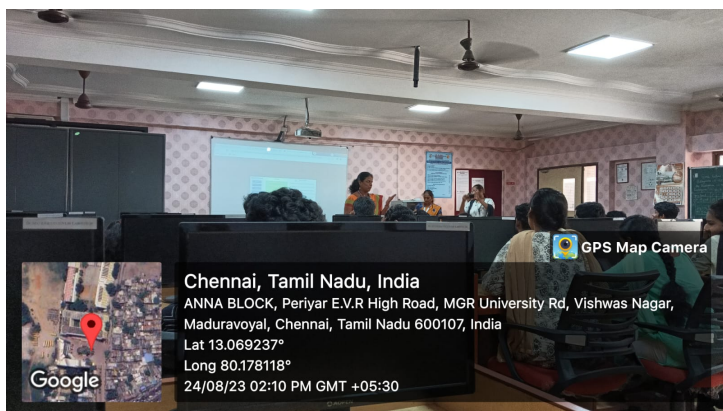 GPS Map Camera
Chennai, Tamil Nadu, India
ANNA BLOCK, Periyar E.V.R High Road, MGR University Rd, Vishwas Nagar,
Maduravoyal, Chennai, Tamil Nadu 600107, India
Lat 13.069237°
Long 80.178118°
24/08/23 02:10 PM GMT +05:30
Google